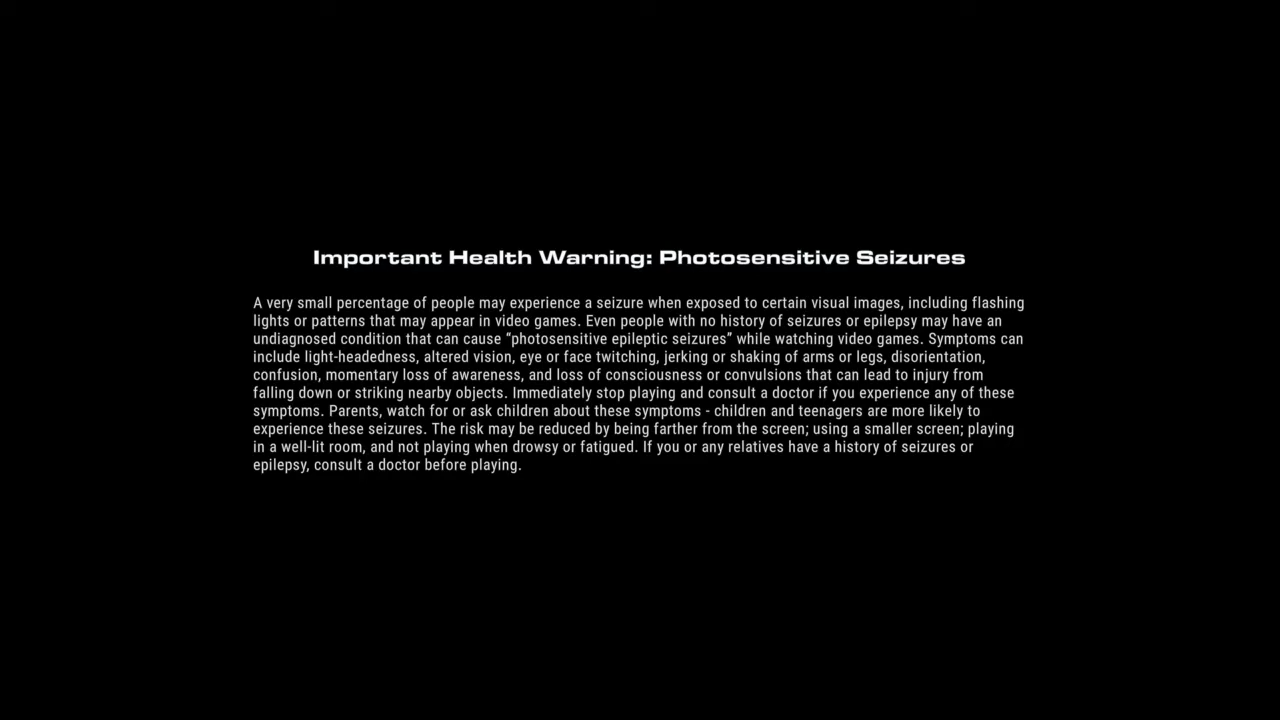 Important Health Warning: Photosensitive Seizures
A very small percentage of people may experience a seizure when exposed to certain visual images, including flashing
lights or patterns that may appear in video games. Even people with no history of seizures or epilepsy may have an
undiagnosed condition that can cause “photosensitive epileptic seizures” while watching video games. Symptoms can
include light-headedness, altered vision, eye or face twitching, jerking or shaking of arms or legs, disorientation,
confusion, momentary loss of awareness, and loss of consciousness or convulsions that can lead to injury from
falling down or striking nearby objects. Immediately stop playing and consult a doctor if you experience any of these
symptoms. Parents, watch for or ask children about these symptoms - children and teenagers are more likely to
experience these seizures. The risk may be reduced by being farther from the screen; using a smaller screen; playing
in a well-lit room, and not playing when drowsy or fatigued. If you or any relatives have a history of seizures or
epilepsy, consult a doctor before playing.